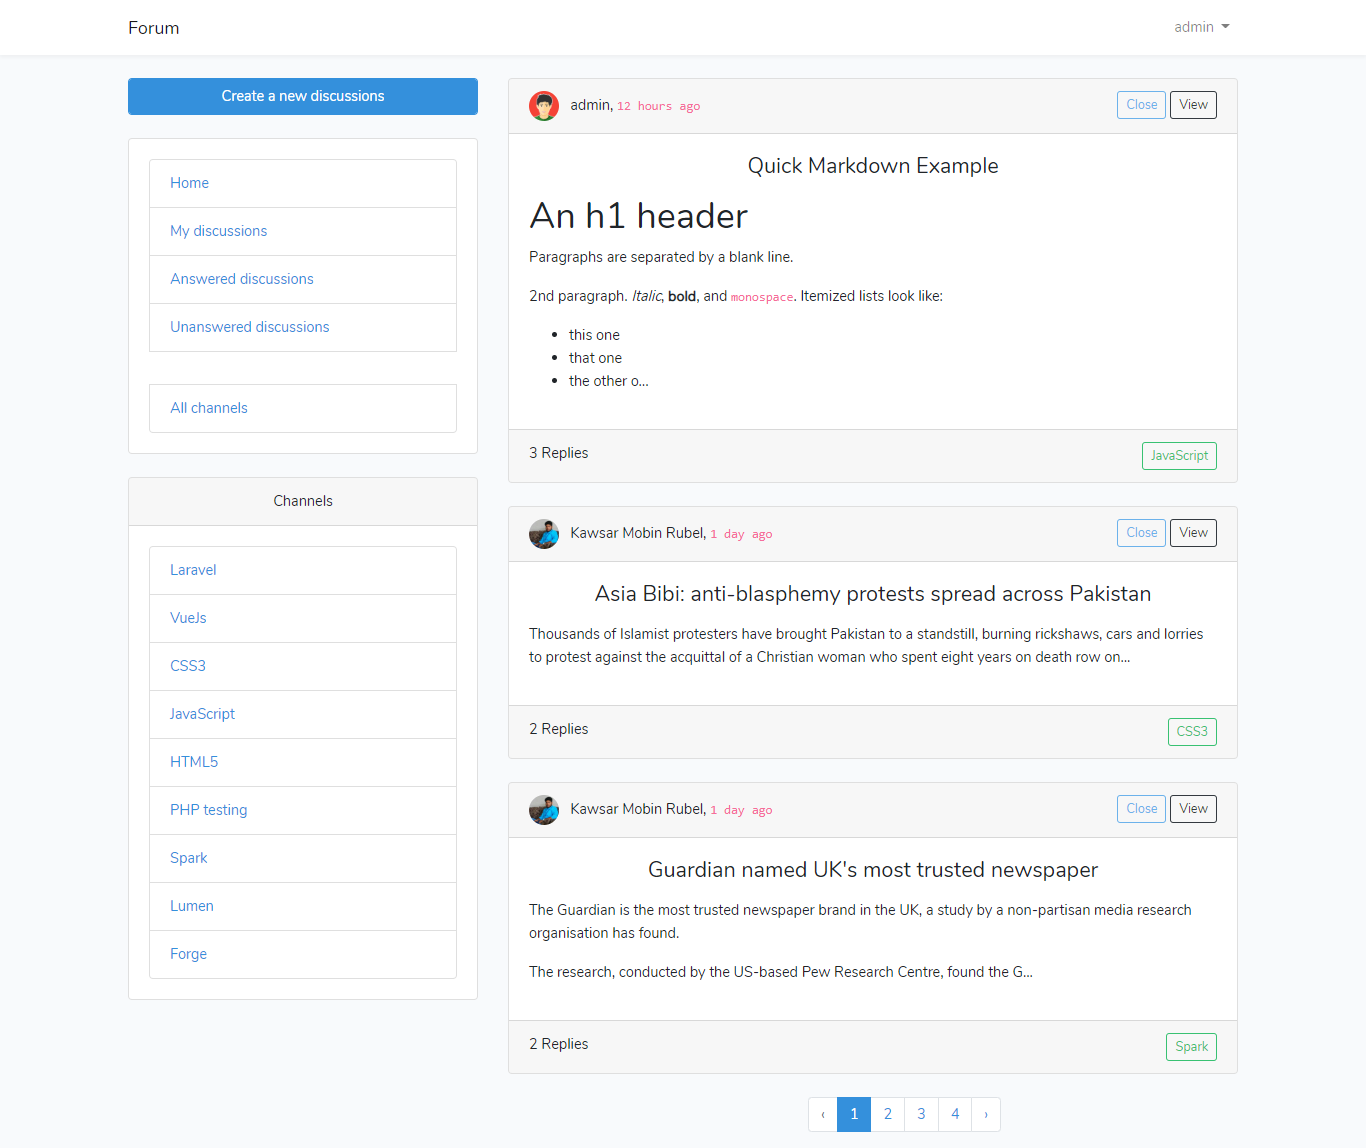 Forum
admin
Create a new discussions
Home
My discussions
Answered discussions
Unanswered discussions
All channels
Channels
Laravel
VueJs
CSS3
JavaScript
HTML5
PHP testing
Spark
Lumen
Forge
admin, 12 hours ago
Close View
Quick Markdown Example
An h1 header
Paragraphs are separated by a blank line.
2nd paragraph. Italic, bold, and monospace. Itemized lists look like:
• this one
• that one
• the other o...
3 Replies
JavaScript
Kawsar Mobin Rubel, 1 day ago
Close View
Asia Bibi: anti-blasphemy protests spread across Pakistan
Thousands of Islamist protesters have brought Pakistan to a standstill, burning rickshaws, cars and lorries
to protest against the acquittal of a Christian woman who spent eight years on death row on...
2 Replies
CSS3
Kawsar Mobin Rubel, 1 day ago
Close View
Guardian named UK's most trusted newspaper
The Guardian is the most trusted newspaper brand in the UK, a study by a non-partisan media research
organisation has found.
The research, conducted by the US-based Pew Research Centre, found the G...
2 Replies
Spark
‹ 1 2 3 4 ›